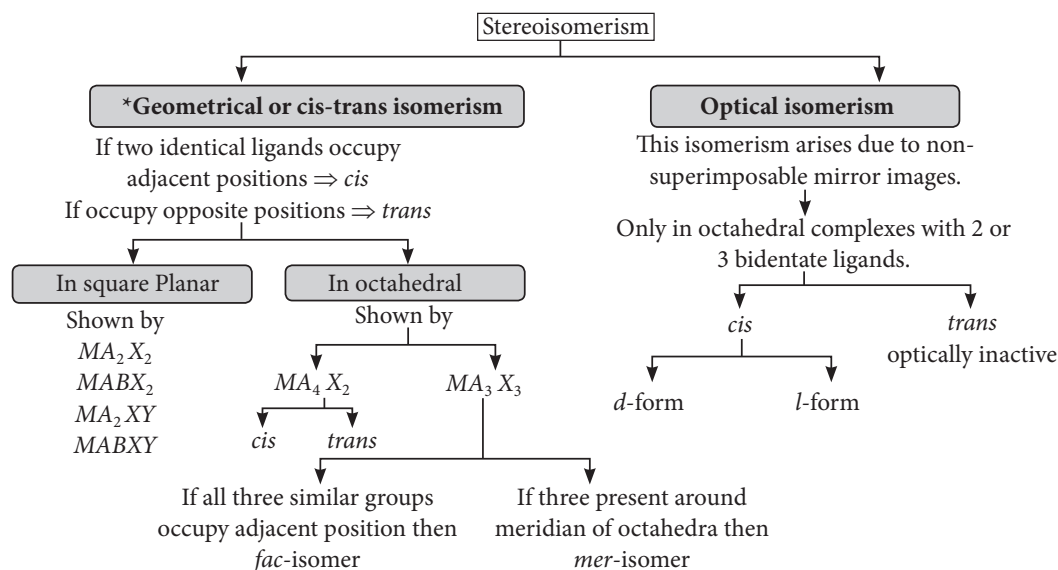 Stereoisomerism
*Geometrical or cis-trans isomerism
If two identical ligands occupy
adjacent positions ⇒ cis
If occupy opposite positions ⇒ trans
In square Planar
Shown by
MA₂X₂
MABX₂
MA₂XY
MABXY
In octahedral
Shown by
MA₄X₂
cis
trans
MA₃X₃
If all three similar groups
occupy adjacent position then
fac-isomer
If three present around
meridian of octahedra then
mer-isomer
Optical isomerism
This isomerism arises due to non-
superimposable mirror images.
Only in octahedral complexes with 2 or
3 bidentate ligands.
cis
d-form
l-form
trans
optically inactive